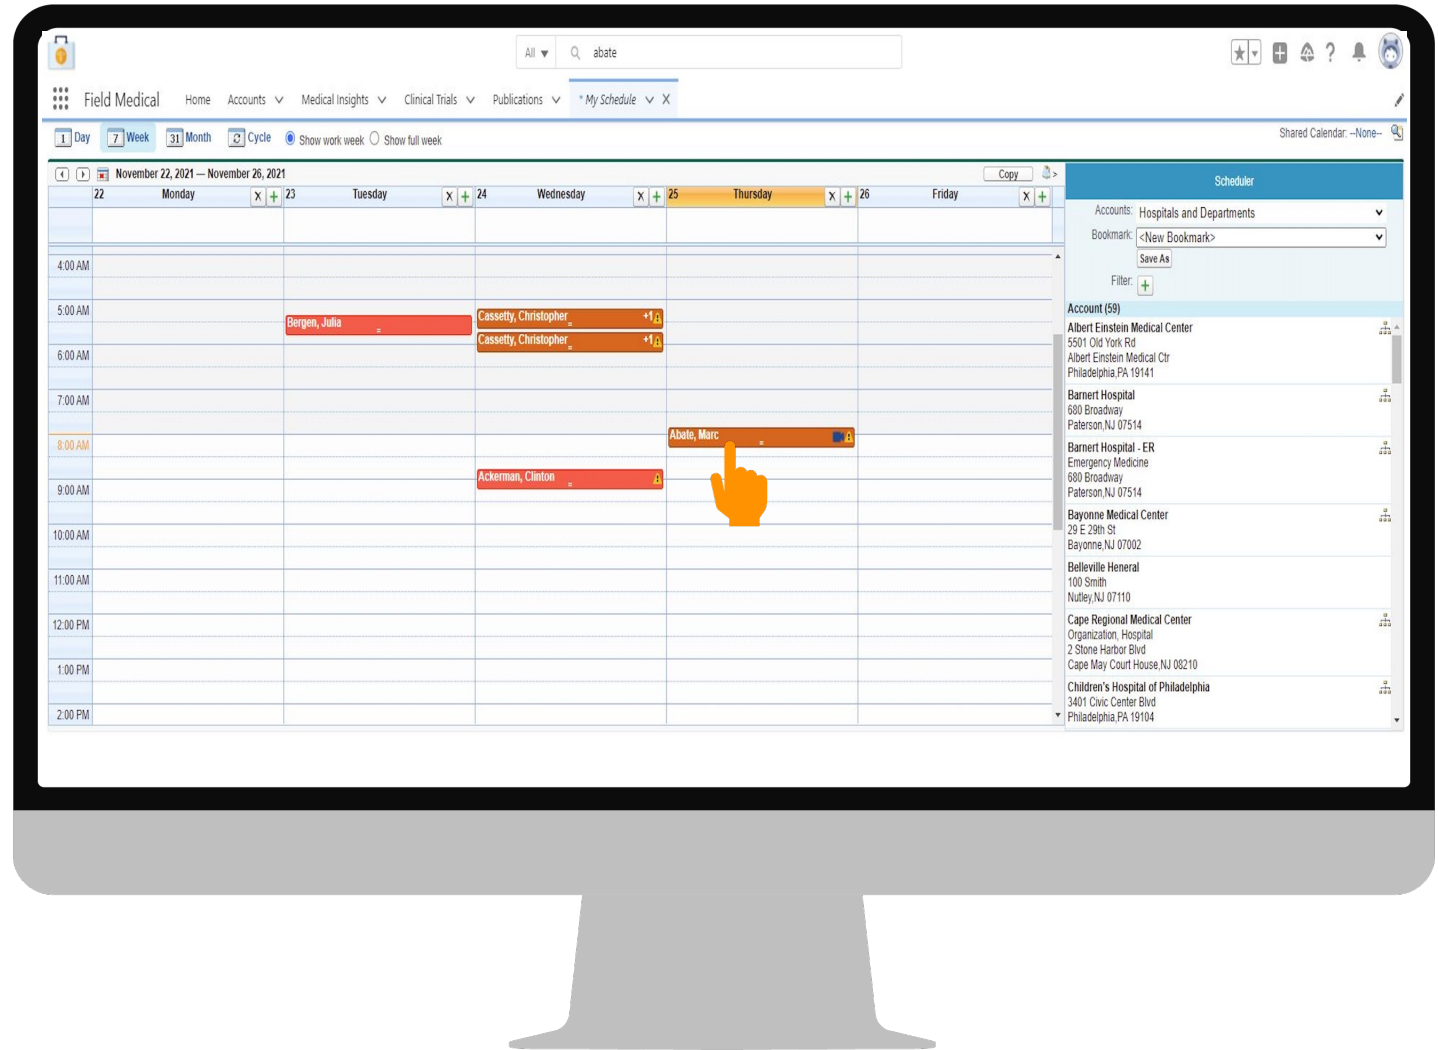 All ▼ abate
Field Medical Home Accounts Medical Insights Clinical Trials Publications * My Schedule X
1 Day 7 Week 31 Month Cycle Show work week Show full week Shared Calendar: --None--
November 22, 2021 — November 26, 2021 Copy >
22 Monday X + 23 Tuesday X + 24 Wednesday X + 25 Thursday X + 26 Friday X +
4:00 AM
5:00 AM
Bergen, Julia
Cassetty, Christopher +1
Cassetty, Christopher +1
6:00 AM
7:00 AM
Abate, Marc
8:00 AM
Ackerman, Clinton
9:00 AM
10:00 AM
11:00 AM
12:00 PM
1:00 PM
2:00 PM
Scheduler
Accounts: Hospitals and Departments
Bookmark: <New Bookmark>
Save As
Filter: +
Account (59)
Albert Einstein Medical Center
5501 Old York Rd
Albert Einstein Medical Ctr
Philadelphia,PA 19141
Barnert Hospital
680 Broadway
Paterson,NJ 07514
Barnert Hospital - ER
Emergency Medicine
680 Broadway
Paterson,NJ 07514
Bayonne Medical Center
29 E 29th St
Bayonne,NJ 07002
Belleville Heneral
100 Smith
Nutley,NJ 07110
Cape Regional Medical Center
Organization, Hospital
2 Stone Harbor Blvd
Cape May Court House,NJ 08210
Children's Hospital of Philadelphia
3401 Civic Center Blvd
Philadelphia,PA 19104